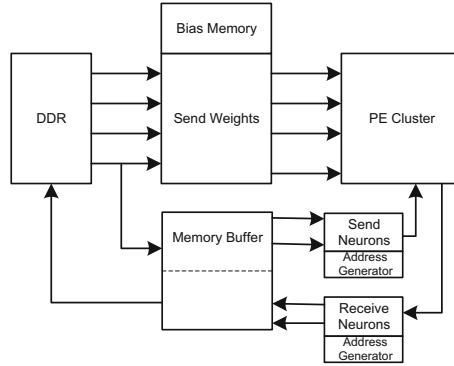 Bias Memory
DDR
Send Weights
PE Cluster
Memory Buffer
Send
Neurons
Address
Generator
Receive
Neurons
Address
Generator